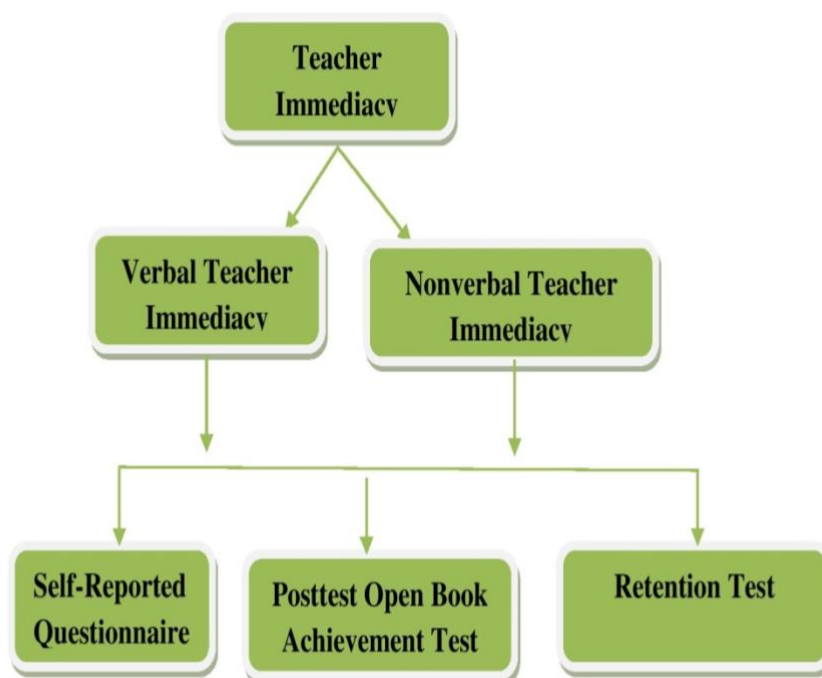 Teacher
Immediacy
Verbal Teacher
Immediacy
Nonverbal Teacher
Immediacy
Self-Reported
Questionnaire
Posttest Open Book
Achievement Test
Retention Test